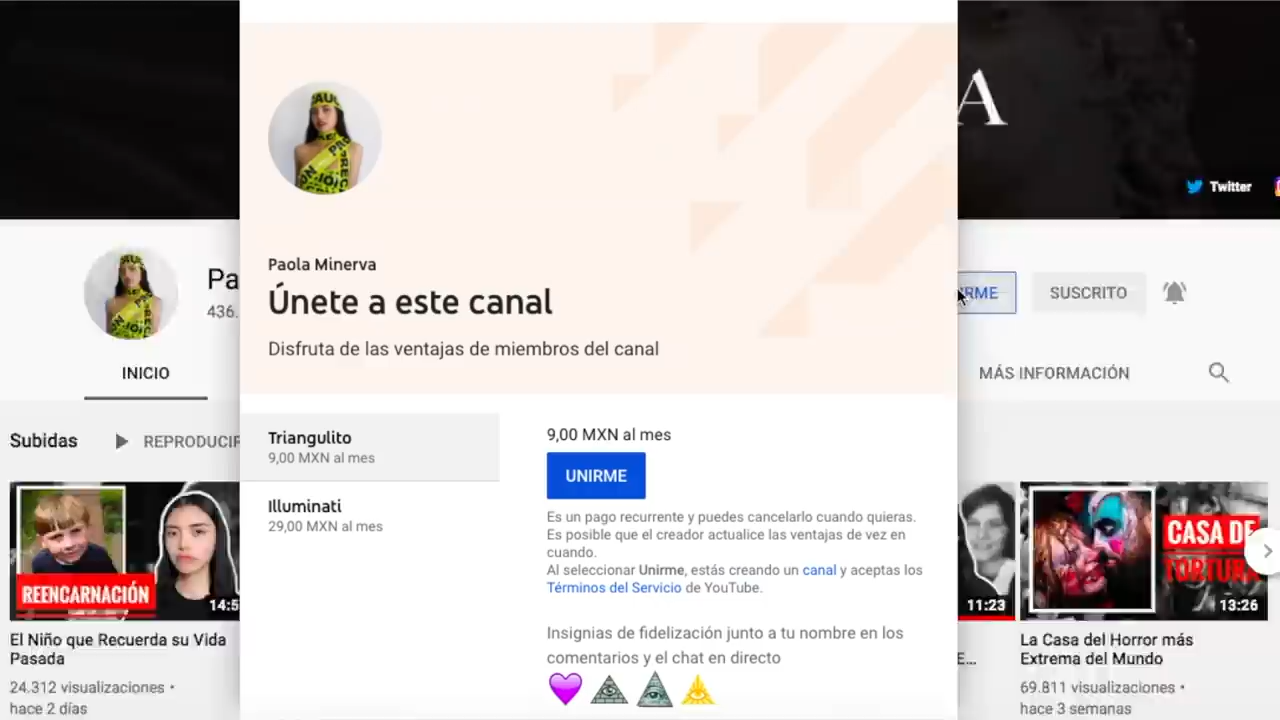 A
Twitter
Paola Minerva
Únete a este canal
Disfruta de las ventajas de miembros del canal
Pa
436.
RME
SUSCRITO
INICIO
MÁS INFORMACIÓN
Subidas
REPRODUCIR
Triangulito
9,00 MXN al mes
Illuminati
29,00 MXN al mes
9,00 MXN al mes
UNIRME
Es un pago recurrente y puedes cancelarlo cuando quieras.
Es posible que el creador actualice las ventajas de vez en
cuando.
Al seleccionar Unirme, estás creando un canal y aceptas los
Términos del Servicio de YouTube.
Insignias de fidelización junto a tu nombre en los
comentarios y el chat en directo
REENCARNACIÓN
14:5
El Niño que Recuerda su Vida
Pasada
24.312 visualizaciones •
hace 2 días
11:23
E...
CASA DE
TORTURA
13:26
La Casa del Horror más
Extrema del Mundo
69.811 visualizaciones •
hace 3 semanas